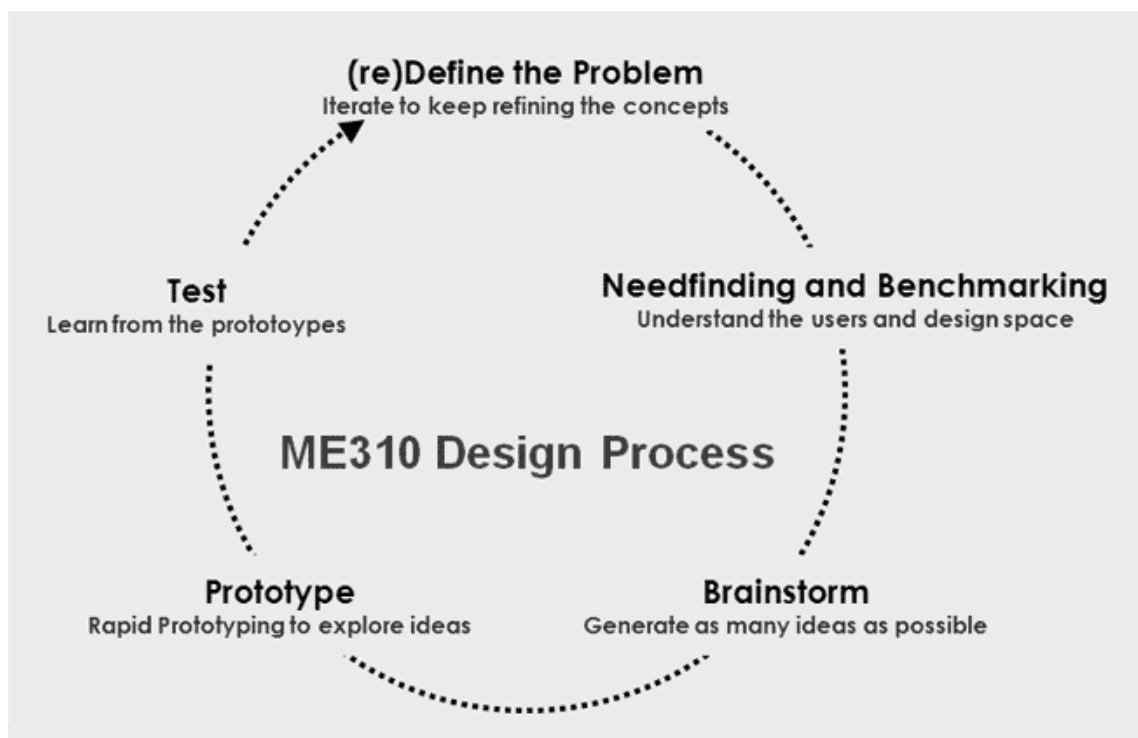 (re)Define the Problem
Iterate to keep refining the concepts
Needfinding and Benchmarking
Understand the users and design space
Brainstorm
Generate as many ideas as possible
Prototype
Rapid Prototyping to explore ideas
Test
Learn from the prototoypes
ME310 Design Process